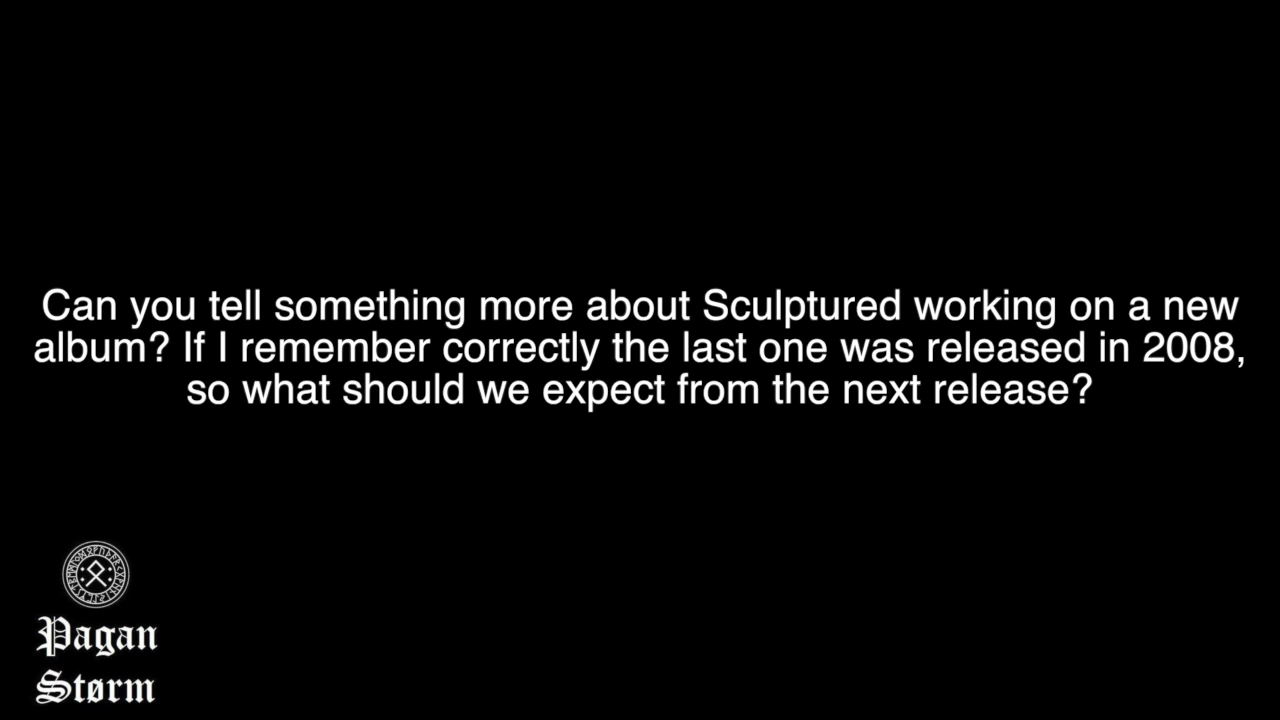 Can you tell something more about Sculptured working on a new
album? If I remember correctly the last one was released in 2008,
so what should we expect from the next release?
Pagan
Størm